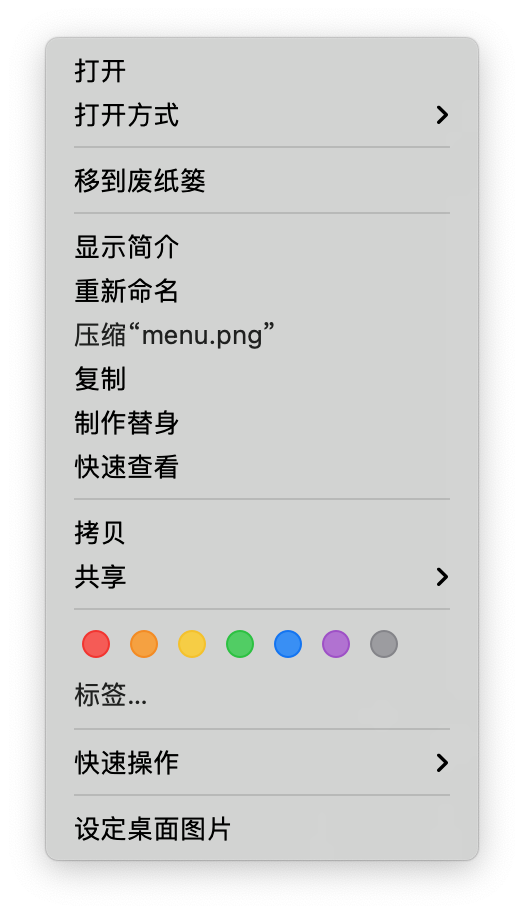 打开
打开方式
移到废纸篓
显示简介
重新命名
压缩“menu.png”
复制
制作替身
快速查看
拷贝
共享
标签...
快速操作
设定桌面图片